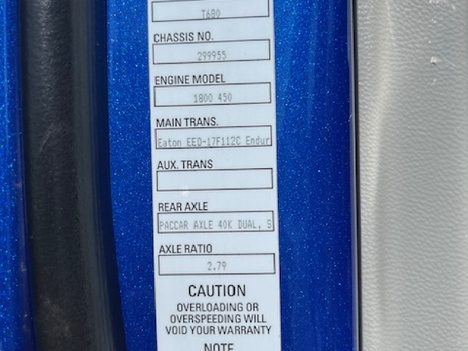 T680
CHASSIS NO.
299955
ENGINE MODEL
1800 450
MAIN TRANS.
Eaton EEO-17F112C Endur
AUX. TRANS
REAR AXLE
PACCAR AXLE 40K DUAL, S
AXLE RATIO
2.79
CAUTION
OVERLOADING OR
OVERSPEEDING WILL
VOID YOUR WARRANTY
NOTE